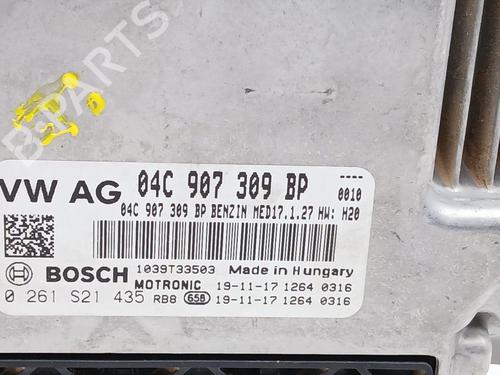 B-PARTS
VW AG 04C 907 309 BP
----
0010
04C 907 309 BP BENZIN MED17.1.27 HW: H20
BOSCH 1039T33503 Made in Hungary
MOTRONIC 19-11-17 1264 0316
0 261 S21 435 RB8 65B 19-11-17 1264 0316